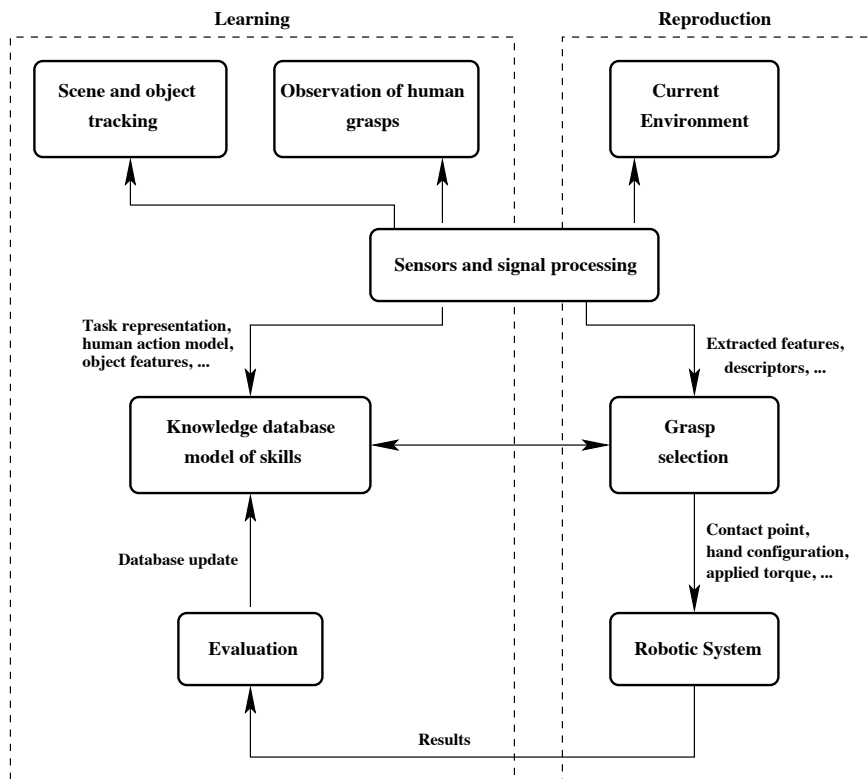 Learning
Reproduction
Scene and object
tracking
Observation of human
grasps
Current
Environment
Sensors and signal processing
Task representation,
human action model,
object features, ...
Extracted features,
descriptors, ...
Knowledge database
model of skills
Grasp
selection
Database update
Contact point,
hand configuration,
applied torque, ...
Evaluation
Robotic System
Results